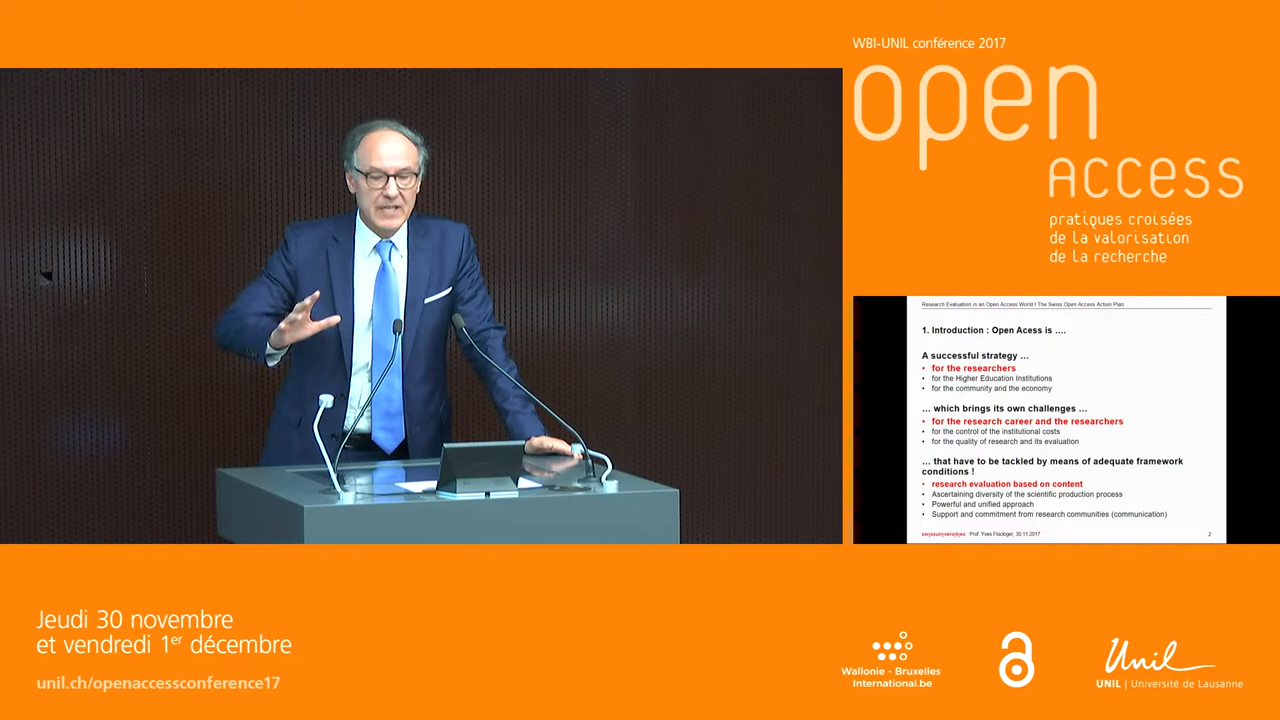 WBI-UNIL conférence 2017
open
access
pratiques croisées
de la valorisation
de la recherche
Research Evaluation in an Open Access World I The Swiss Open Access Action Plan
1. Introduction : Open Acess is ....
A successful strategy ...
• for the researchers
• for the Higher Education Institutions
• for the community and the economy
... which brings its own challenges ...
• for the research career and the researchers
• for the control of the institutional costs
• for the quality of research and its evaluation
... that have to be tackled by means of adequate framework
conditions !
• research evaluation based on content
• Ascertaining diversity of the scientific production process
• Powerful and unified approach
• Support and commitment from research communities (communication)
swissuniversities Prof. Yves Flückiger, 30.11.2017 2
Jeudi 30 novembre
et vendredi 1er décembre
unil.ch/openaccessconference17
Wallonie - Bruxelles
International.be
Unil
UNIL | Université de Lausanne